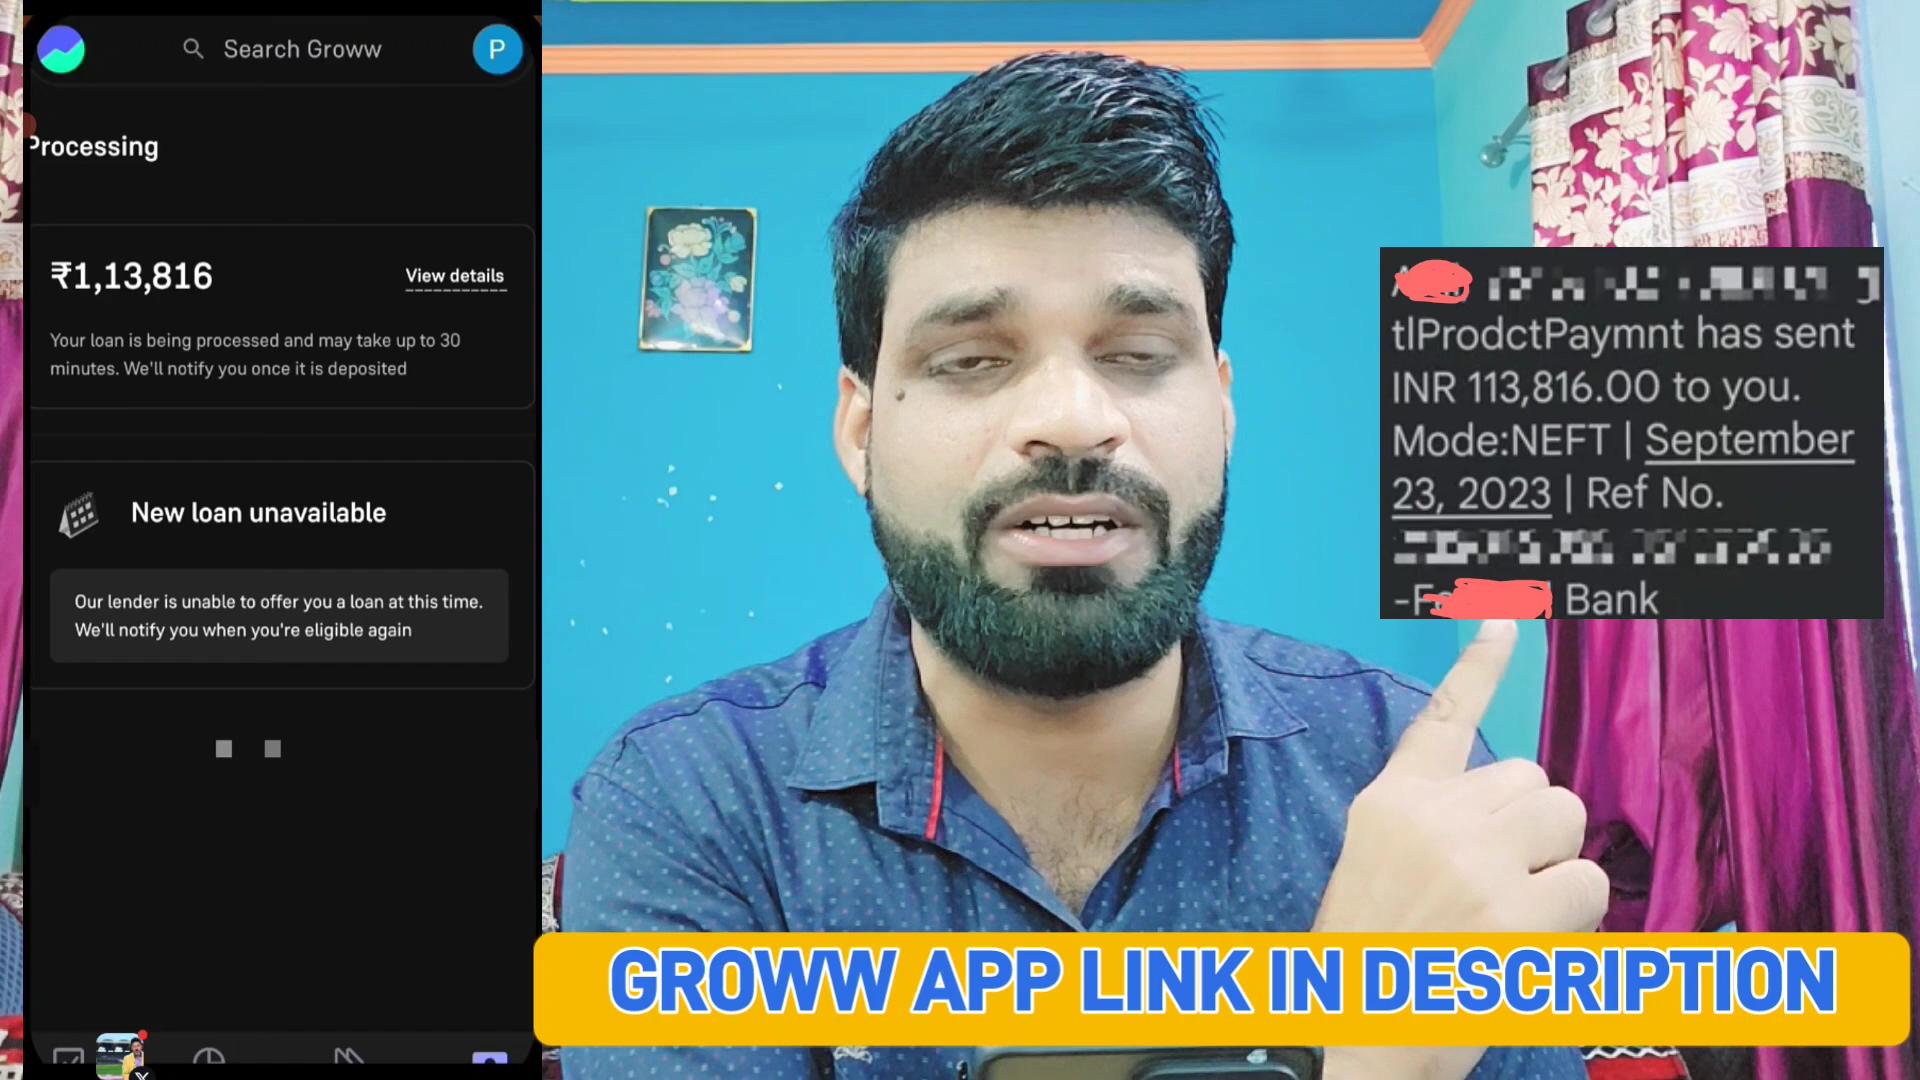 Search Groww
P
Processing
₹1,13,816
View details
Your loan is being processed and may take up to 30
minutes. We'll notify you once it is deposited
New loan unavailable
Our lender is unable to offer you a loan at this time.
We'll notify you when you're eligible again
tlProdctPaymnt has sent
INR 113,816.00 to you.
Mode:NEFT | September
23, 2023 | Ref No.
Bank
GROWW APP LINK IN DESCRIPTION